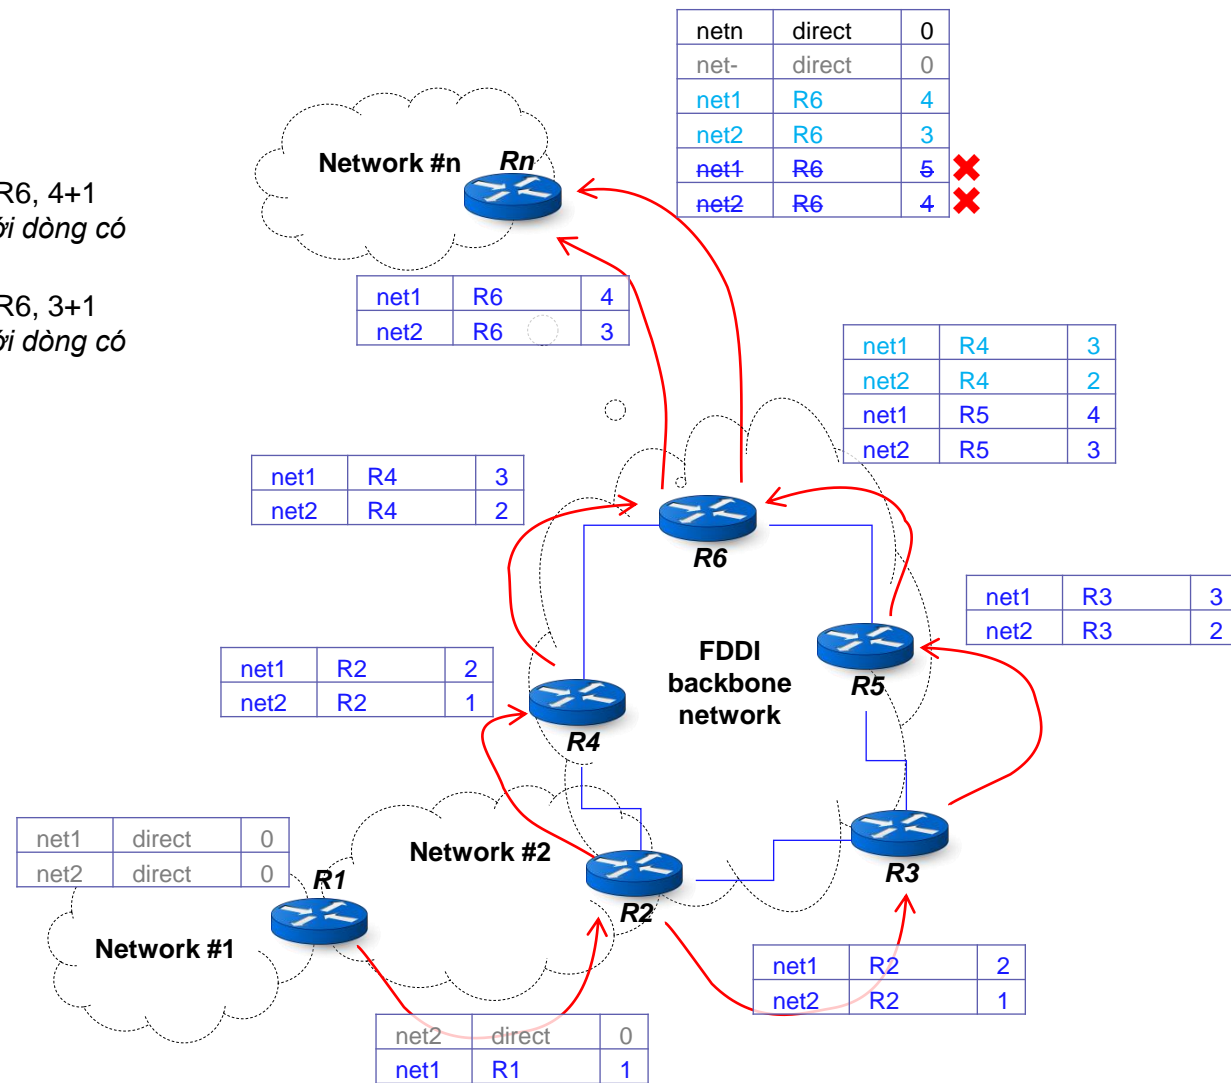 netn direct 0
net- direct 0
net1 R6 4
net2 R6 3
net1 R6 5
net2 R6 4
Network #n
Rn
R6, 4+1
dòng có
R6, 3+1
dòng có
net1 R6 4
net2 R6 3
net1 R4 3
net2 R4 2
net1 R5 4
net2 R5 3
net1 R4 3
net2 R4 2
R6
net1 R3 3
net2 R3 2
FDDI
backbone
network
R5
net1 R2 2
net2 R2 1
R4
net1 direct 0
net2 direct 0
Network #2
R1
R2
R3
Network #1
net1 R2 2
net2 R2 1
net2 direct 0
net1 R1 1